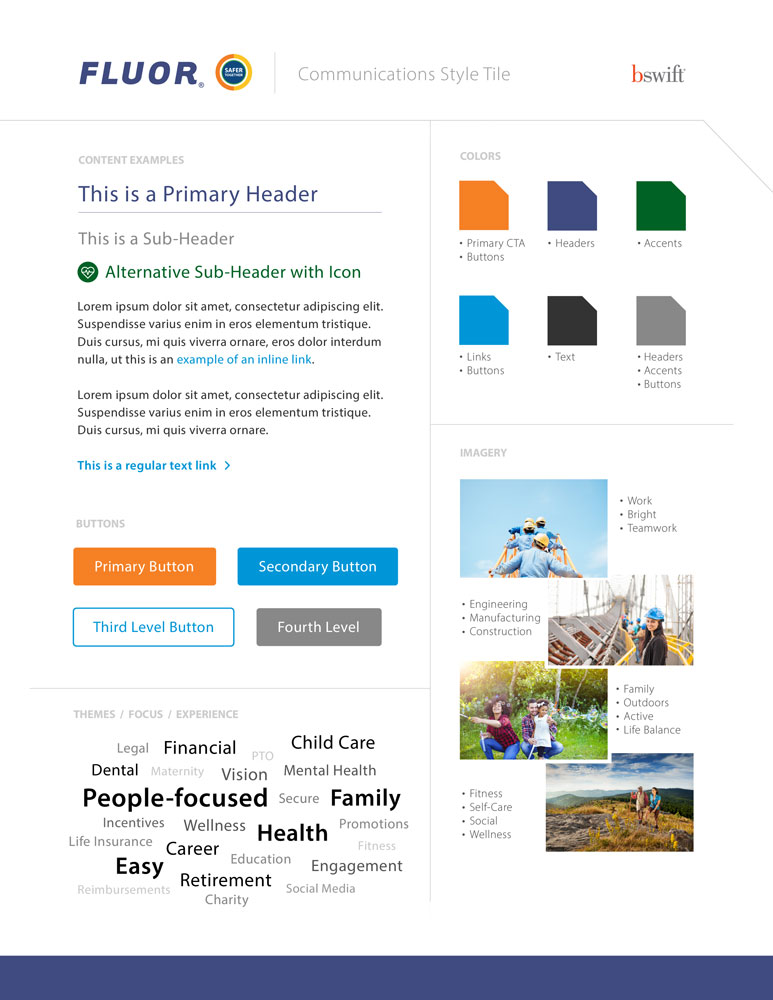 FLUOR®
SAFER
TOGETHER
Communications Style Tile
bswift
CONTENT EXAMPLES
This is a Primary Header
This is a Sub-Header
Alternative Sub-Header with Icon
Lorem ipsum dolor sit amet, consectetur adipiscing elit.
Suspendisse varius enim in eros elementum tristique.
Duis cursus, mi quis viverra ornare, eros dolor interdum
nulla, ut this is an example of an inline link.
Lorem ipsum dolor sit amet, consectetur adipiscing elit.
Suspendisse varius enim in eros elementum tristique.
Duis cursus, mi quis viverra ornare.
This is a regular text link >
BUTTONS
Primary Button
Secondary Button
Third Level Button
Fourth Level
THEMES / FOCUS / EXPERIENCE
Legal Financial PTO Child Care
Dental Maternity Vision Mental Health
People-focused Secure Family
Incentives Wellness Health Promotions
Life Insurance Career Fitness
Easy Education Engagement
Reimbursements Retirement Social Media
Charity
COLORS
• Primary CTA
• Buttons
• Headers
• Accents
• Links
• Buttons
• Text
• Headers
• Accents
• Buttons
IMAGERY
• Work
• Bright
• Teamwork
• Engineering
• Manufacturing
• Construction
• Family
• Outdoors
• Active
• Life Balance
• Fitness
• Self-Care
• Social
• Wellness